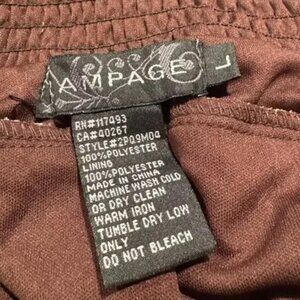 AMPAGE
L
RN#117493
CA#40267
STYLE#2PQ9M04
100%POLYESTER
LINING
100%POLYESTER
MADE IN CHINA
MACHINE WASH COLD
OR DRY CLEAN
WARM IRON
TUMBLE DRY LOW
ONLY
DO NOT BLEACH